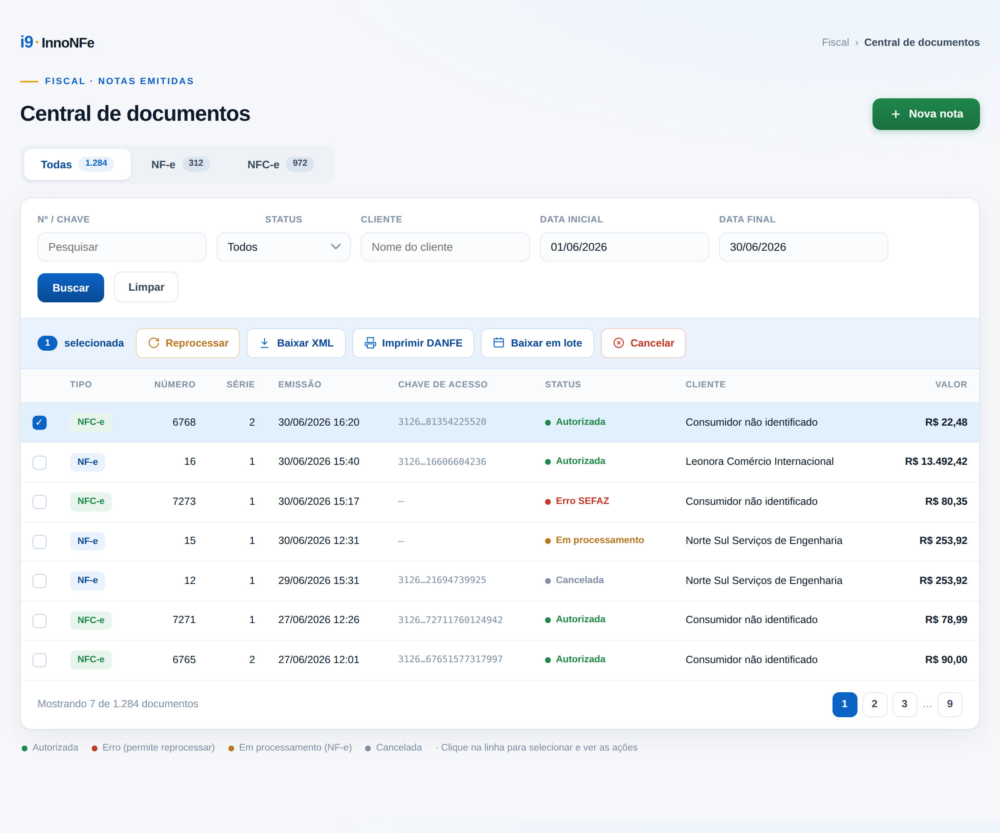 i9 · InnoNFe
Fiscal › Central de documentos
FISCAL · NOTAS EMITIDAS
Central de documentos
+ Nova nota
Todas 1.284 NF-e 312 NFC-e 972
Nº / CHAVE STATUS CLIENTE DATA INICIAL DATA FINAL
Pesquisar Todos Nome do cliente 01/06/2026 30/06/2026
Buscar Limpar
1 selecionada Reprocessar Baixar XML Imprimir DANFE Baixar em lote Cancelar
TIPO NÚMERO SÉRIE EMISSÃO CHAVE DE ACESSO STATUS CLIENTE VALOR
✓ NFC-e 6768 2 30/06/2026 16:20 3126…81354225520 Autorizada Consumidor não identificado R$ 22,48
NF-e 16 1 30/06/2026 15:40 3126…16606604236 Autorizada Leonora Comércio Internacional R$ 13.492,42
NFC-e 7273 1 30/06/2026 15:17 – Erro SEFAZ Consumidor não identificado R$ 80,35
NF-e 15 1 30/06/2026 12:31 – Em processamento Norte Sul Serviços de Engenharia R$ 253,92
NF-e 12 1 29/06/2026 15:31 3126…21694739925 Cancelada Norte Sul Serviços de Engenharia R$ 253,92
NFC-e 7271 1 27/06/2026 12:26 3126…72711760124942 Autorizada Consumidor não identificado R$ 78,99
NFC-e 6765 2 27/06/2026 12:01 3126…67651577317997 Autorizada Consumidor não identificado R$ 90,00
Mostrando 7 de 1.284 documentos 1 2 3 … 9
Autorizada Erro (permite reprocessar) Em processamento (NF-e) Cancelada · Clique na linha para selecionar e ver as ações